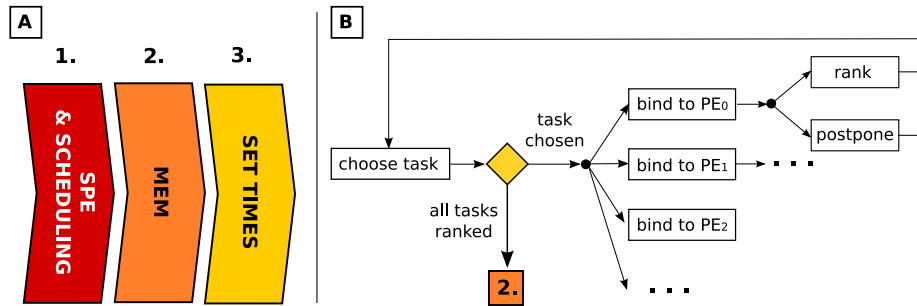 A
1. 2. 3.
SPE
& SCHEDULING
MEM
SET TIMES
B
choose task
task
chosen
all tasks
ranked
2.
bind to PE0
bind to PE1
bind to PE2
rank
postpone
. . .
. . .